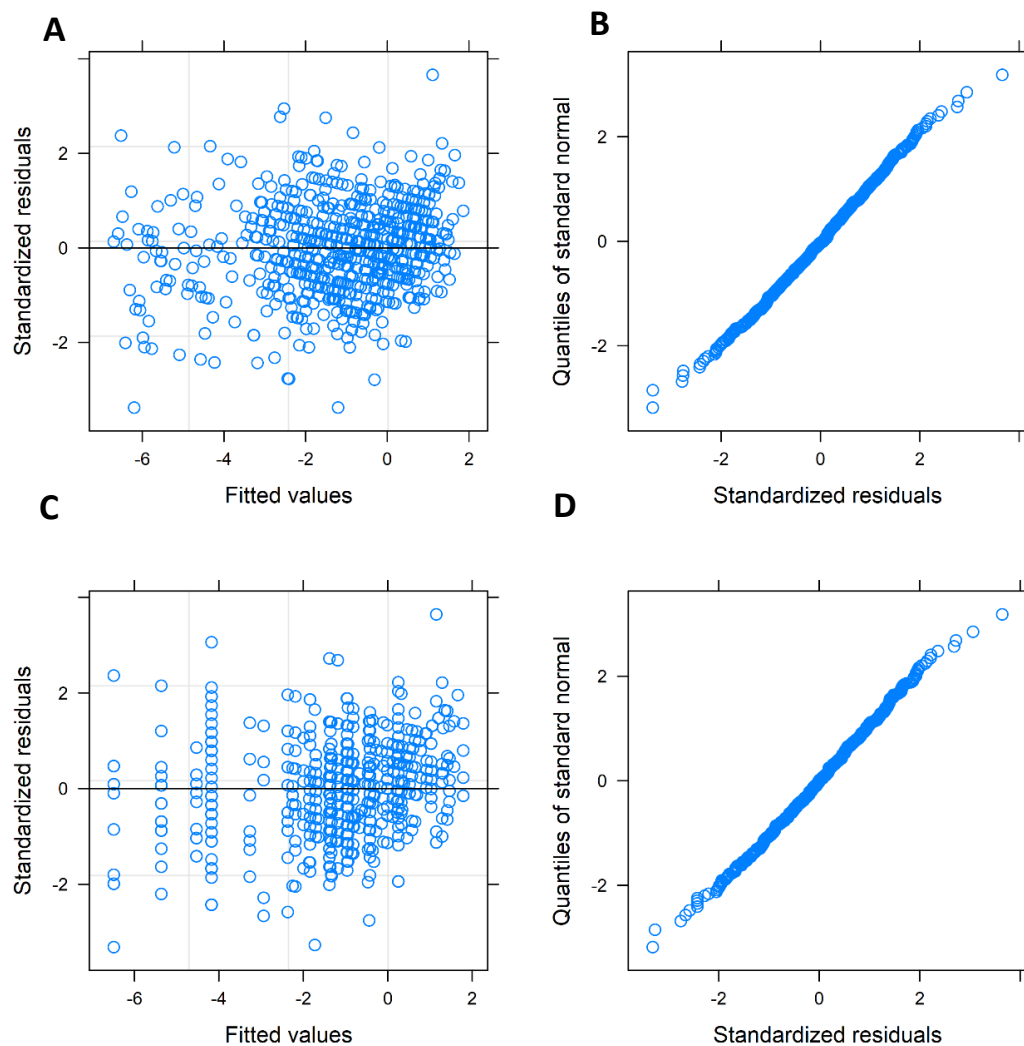 A
B
Standardized residuals
2
0
-2
-6
-4
-2
0
2
Fitted values
Quantiles of standard normal
2
0
-2
-2
0
2
Standardized residuals
C
D
Standardized residuals
2
0
-2
-6
-4
-2
0
2
Fitted values
Quantiles of standard normal
2
0
-2
-2
0
2
Standardized residuals